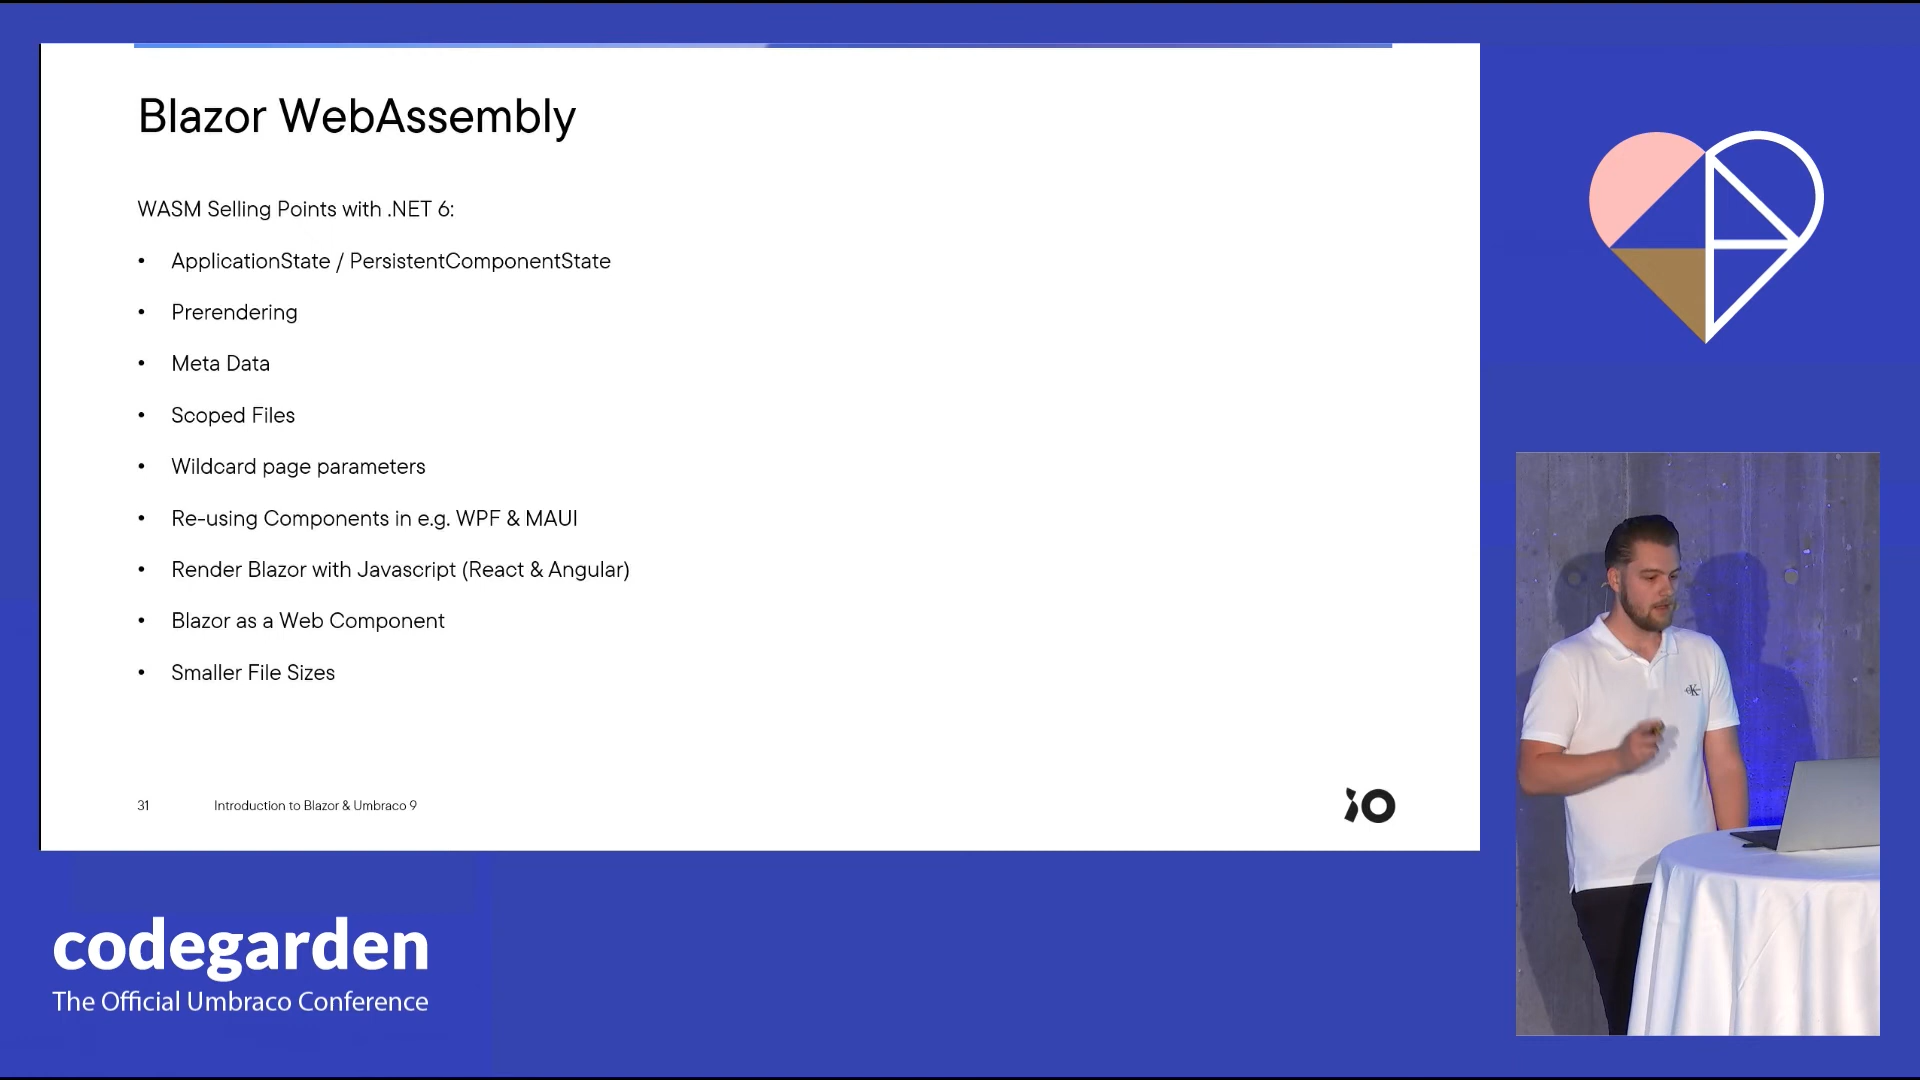 Blazor WebAssembly
WASM Selling Points with .NET 6:
• ApplicationState / PersistentComponentState
• Prerendering
• Meta Data
• Scoped Files
• Wildcard page parameters
• Re-using Components in e.g. WPF & MAUI
• Render Blazor with Javascript (React & Angular)
• Blazor as a Web Component
• Smaller File Sizes
31 Introduction to Blazor & Umbraco 9
iO
CK
codegarden
The Official Umbraco Conference